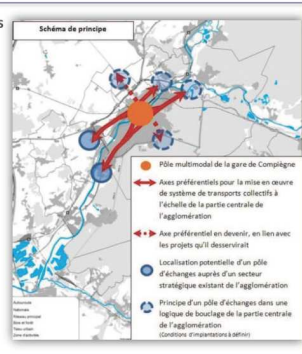 s
Schéma de principe
Pôle multimodal de la gare de Compiègne
Axes préférentiels pour la mise en œuvre
de système de transports collectifs à
l'échelle de la partie centrale de
l'agglomération
Axe préférentiel en devenir, en lien avec
les projets qu'il desservirait
Localisation potentielle d'un pôle
d'échanges auprès d'un secteur
stratégique existant de l'agglomération
Principe d'un pôle d'échanges dans une
logique de bouclage de la partie centrale
de l'agglomération
(Conditions d'implantations à définir)